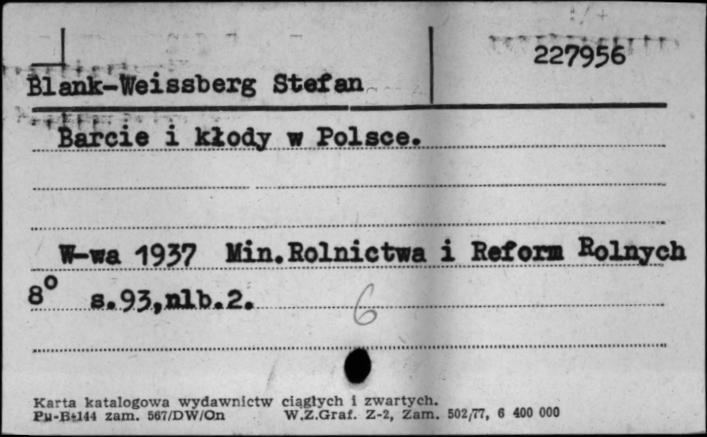 227956
Blank-Weissberg Stefan
Barcie i kłody w Polsce.
W-wa 1937 Min.Rolnictwa i Reform Rolnych
8° s.93,nlb.2.
6
Karta katalogowa wydawnictw ciągłych i zwartych.
Pu-B-144 zam. 567/DW/On W.Z.Graf. Z-2, Zam. 502/77, 6 400 000